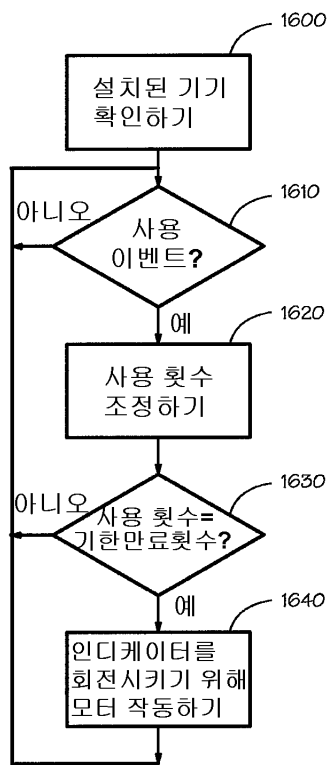 1600
설치된 기기
확인하기
1610
아니오
사용
이벤트?
예
1620
사용 횟수
조정하기
1630
아니오
사용 횟수=
기한만료횟수?
예
1640
인디케이터를
회전시키기 위해
모터 작동하기